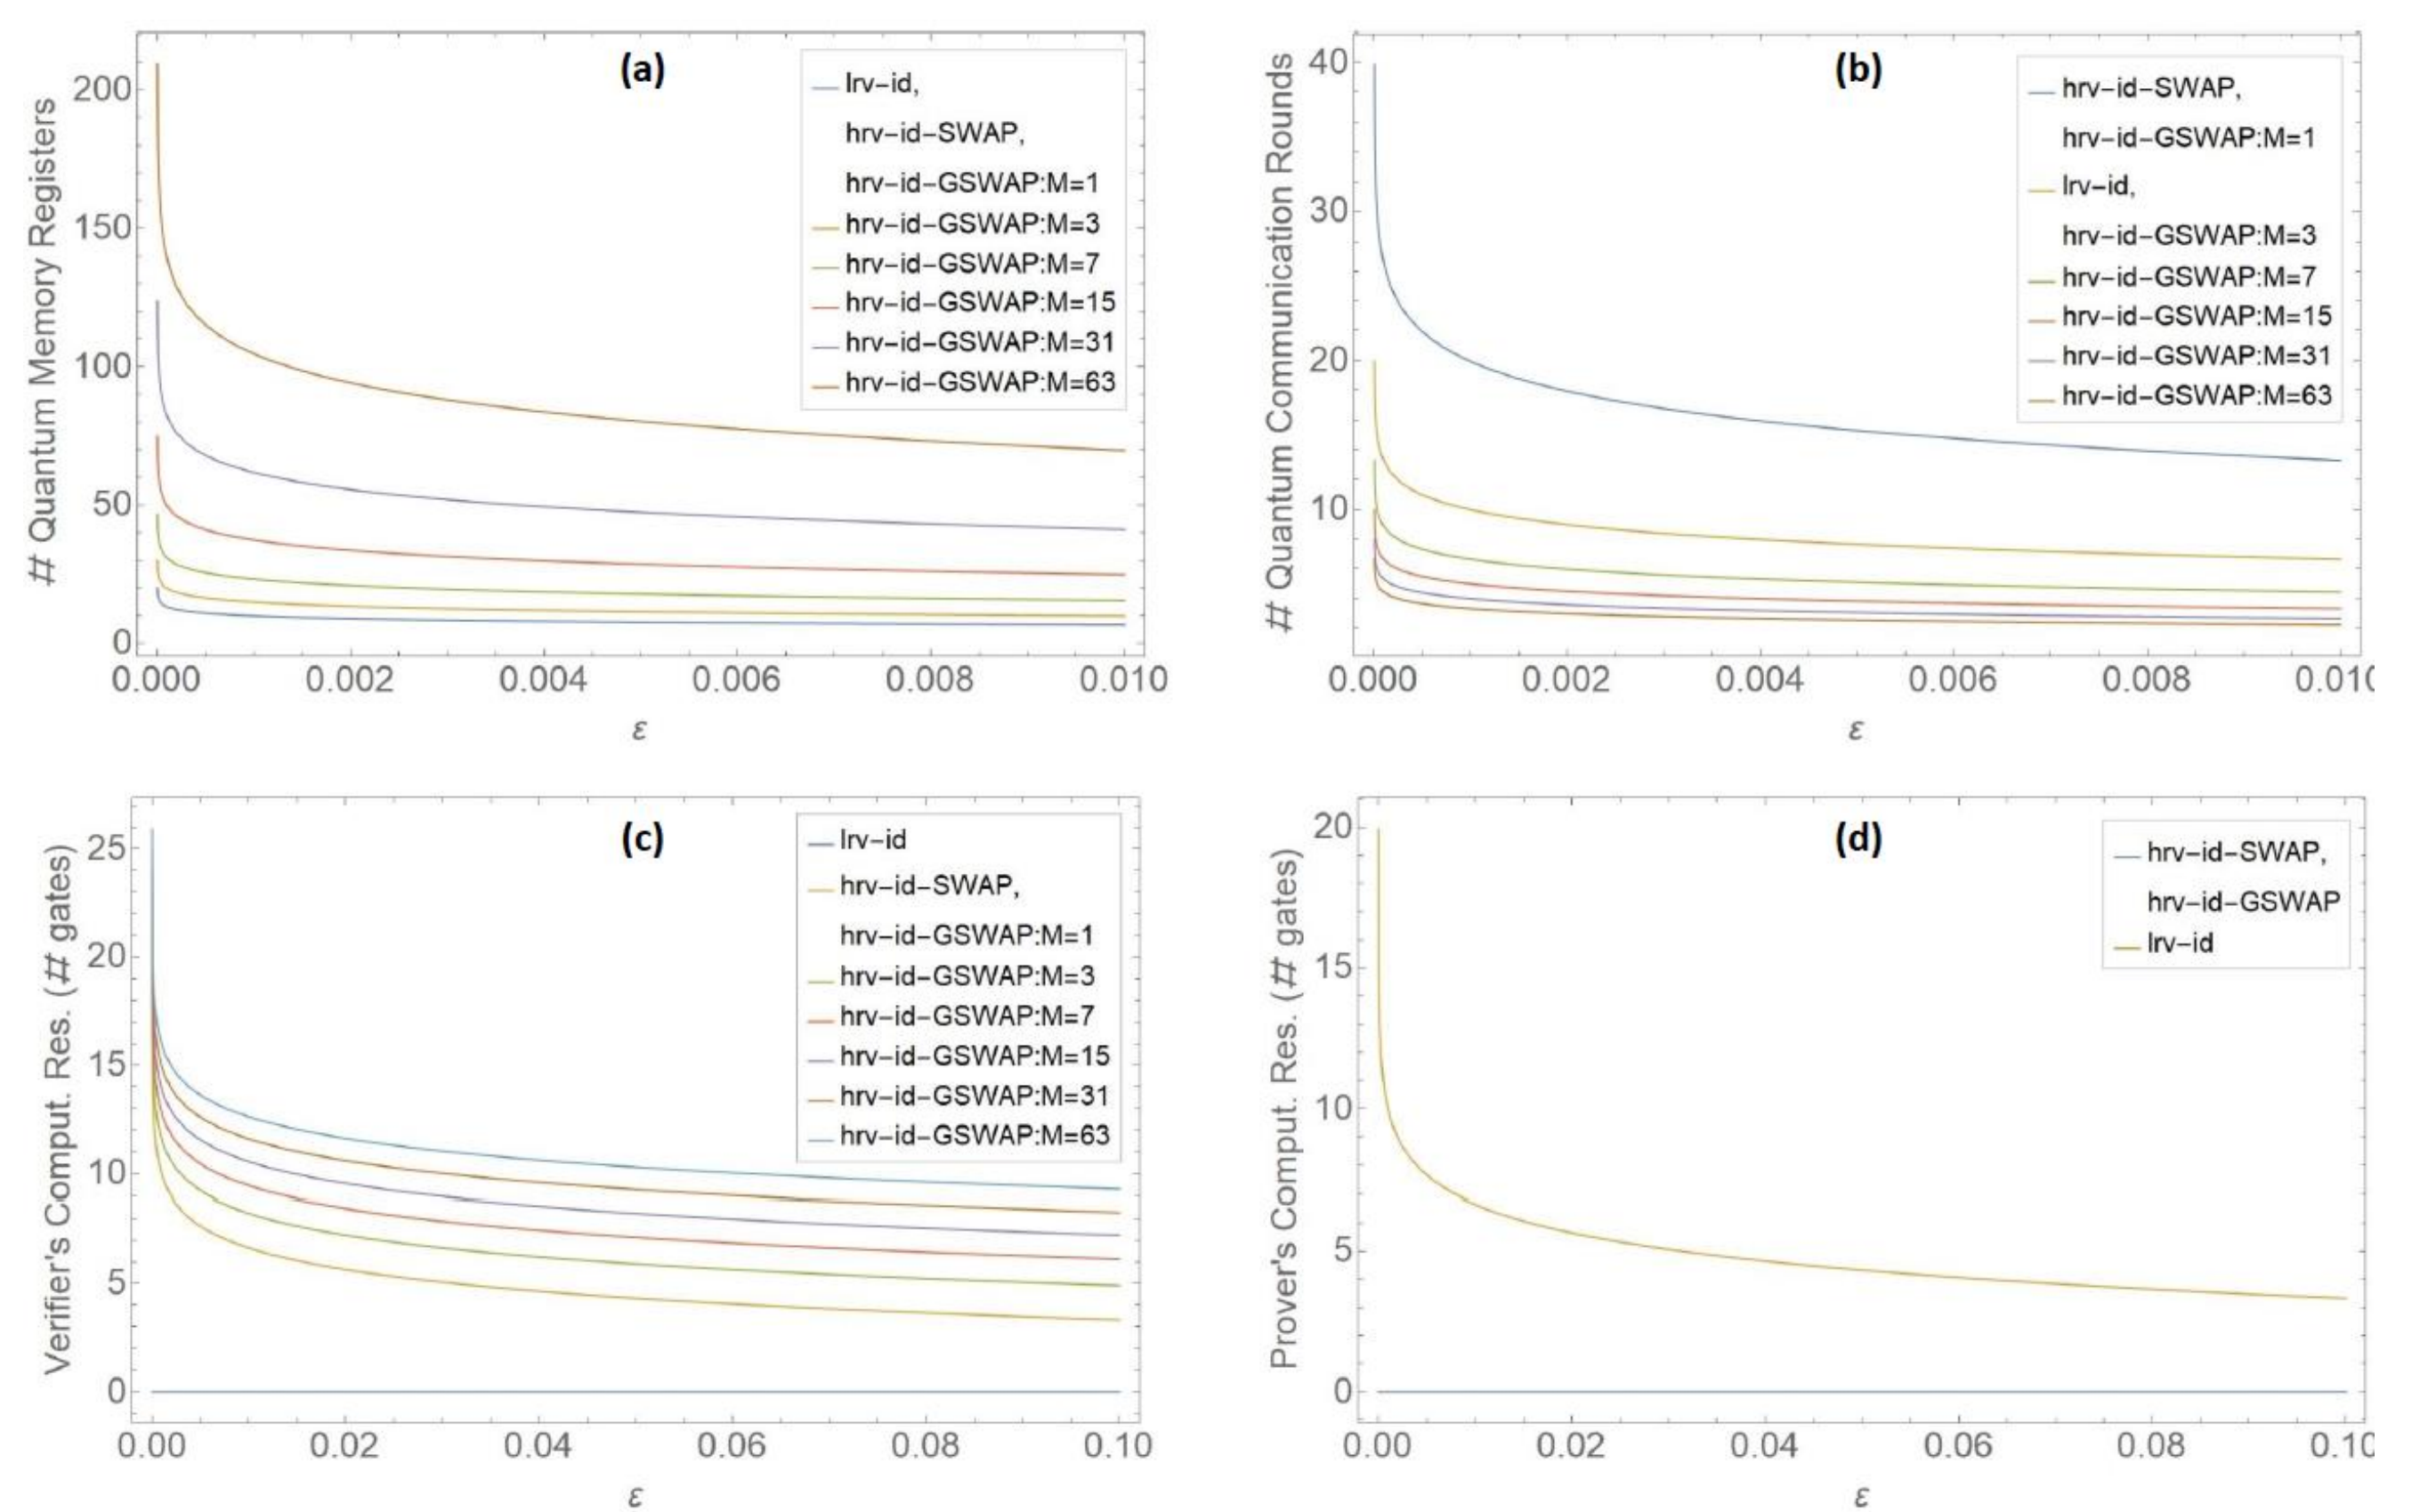 (a)
# Quantum Memory Registers
200
150
100
50
0
0.000 0.002 0.004 0.006 0.008 0.010
ε
lrv-id,
hrv-id-SWAP,
hrv-id-GSWAP:M=1
hrv-id-GSWAP:M=3
hrv-id-GSWAP:M=7
hrv-id-GSWAP:M=15
hrv-id-GSWAP:M=31
hrv-id-GSWAP:M=63
(b)
# Quantum Communication Rounds
40
30
20
10
0.000 0.002 0.004 0.006 0.008 0.010
ε
hrv-id-SWAP,
hrv-id-GSWAP:M=1
lrv-id,
hrv-id-GSWAP:M=3
hrv-id-GSWAP:M=7
hrv-id-GSWAP:M=15
hrv-id-GSWAP:M=31
hrv-id-GSWAP:M=63
(c)
Verifier's Comput. Res. (# gates)
25
20
15
10
5
0
0.00 0.02 0.04 0.06 0.08 0.10
ε
lrv-id
hrv-id-SWAP,
hrv-id-GSWAP:M=1
hrv-id-GSWAP:M=3
hrv-id-GSWAP:M=7
hrv-id-GSWAP:M=15
hrv-id-GSWAP:M=31
hrv-id-GSWAP:M=63
(d)
Prover's Comput. Res. (# gates)
20
15
10
5
0
0.00 0.02 0.04 0.06 0.08 0.10
ε
hrv-id-SWAP,
hrv-id-GSWAP
lrv-id